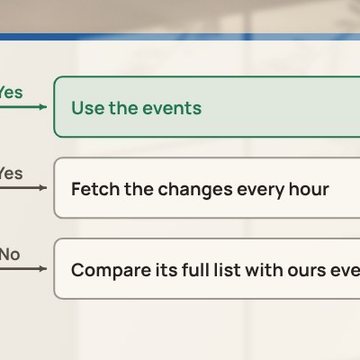 Yes
Use the events
Yes
Fetch the changes every hour
No
Compare its full list with ours